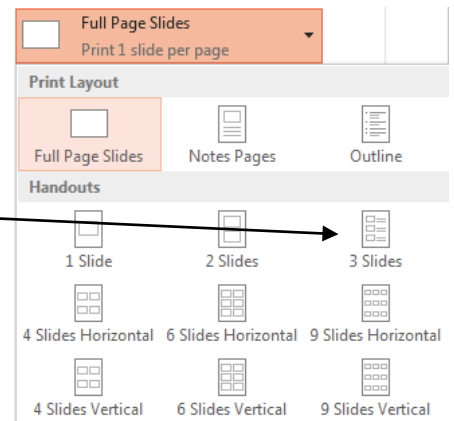 Full Page Slides
Print 1 slide per page
Print Layout
Full Page Slides Notes Pages Outline
Handouts
1 Slide 2 Slides 3 Slides
4 Slides Horizontal 6 Slides Horizontal 9 Slides Horizontal
4 Slides Vertical 6 Slides Vertical 9 Slides Vertical